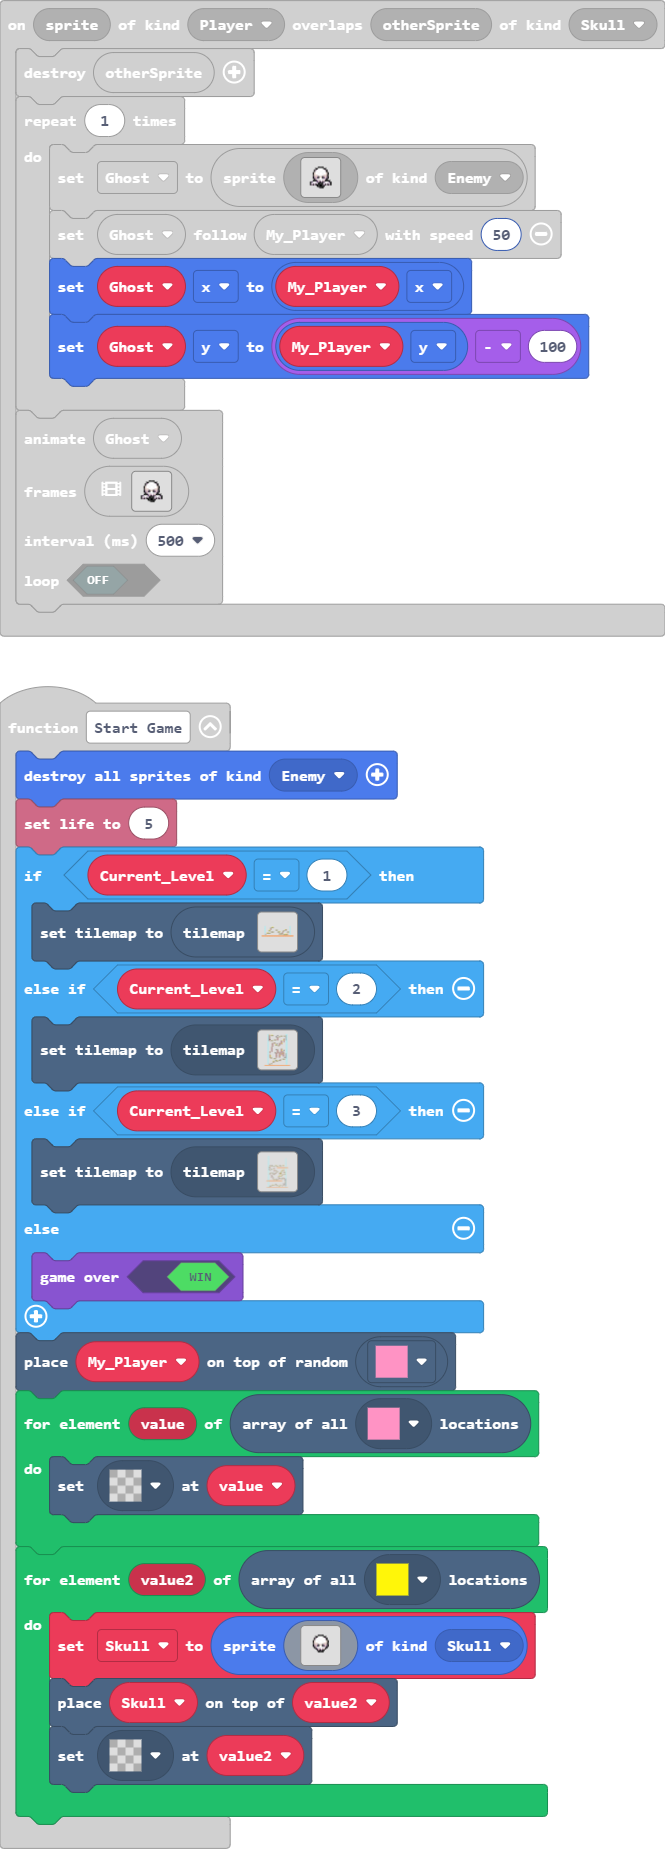 on sprite of kind Player overlaps otherSprite of kind Skull
destroy otherSprite
repeat 1 times
do
set Ghost to sprite of kind Enemy
set Ghost follow My_Player with speed 50
set Ghost x to My_Player x
set Ghost y to My_Player y - 100
animate Ghost
frames
interval (ms) 500
loop OFF
function Start Game
destroy all sprites of kind Enemy
set life to 5
if Current_Level = 1 then
set tilemap to tilemap
else if Current_Level = 2 then
set tilemap to tilemap
else if Current_Level = 3 then
set tilemap to tilemap
else
game over WIN
place My_Player on top of random
for element value of array of all locations
do
set at value
for element value2 of array of all locations
do
set Skull to sprite of kind Skull
place Skull on top of value2
set at value2